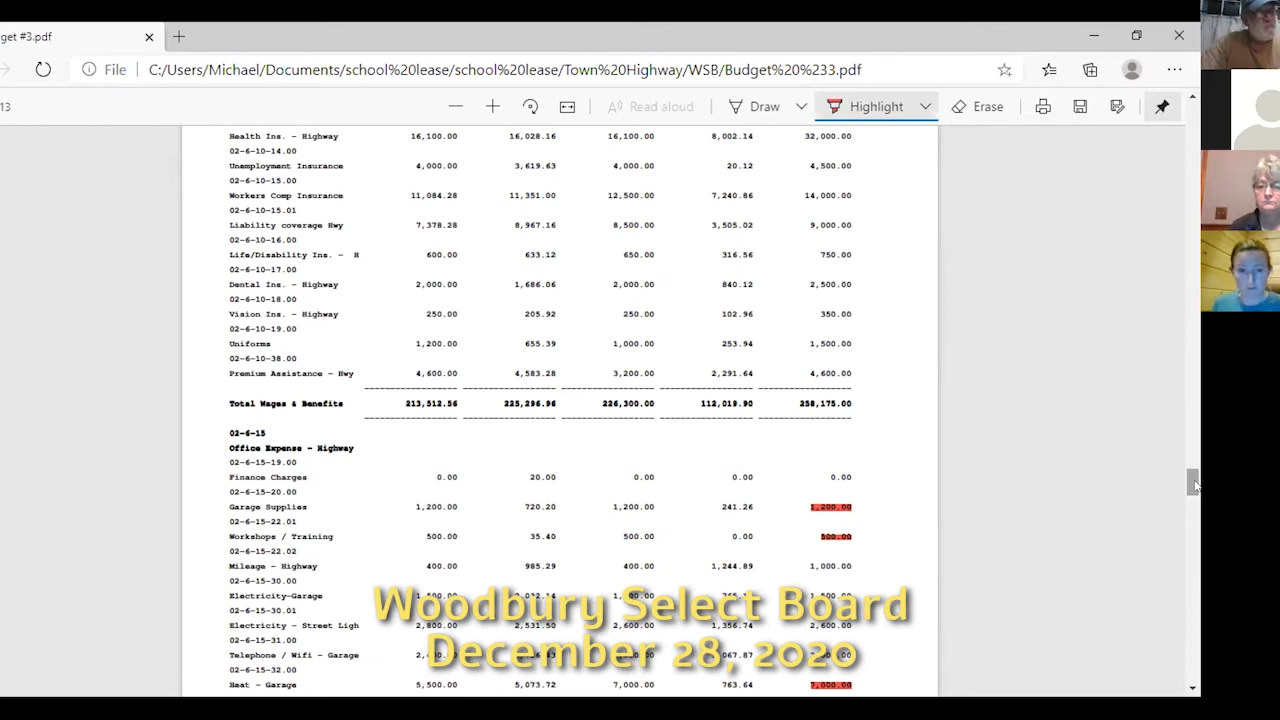 get #3.pdf
File C:/Users/Michael/Documents/school%20lease/school%20lease/Town%20Highway/WSB/Budget%20%233.pdf
13 Read aloud Draw Highlight Erase
Health Ins. - Highway 16,100.00 16,028.16 16,100.00 8,002.14 32,000.00
02-6-10-14.00
Unemployment Insurance 4,000.00 3,619.63 4,000.00 20.12 4,500.00
02-6-10-15.00
Workers Comp Insurance 11,084.28 11,351.00 12,500.00 7,240.86 14,000.00
02-6-10-15.01
Liability coverage Hwy 7,378.28 8,967.16 8,500.00 3,505.02 9,000.00
02-6-10-16.00
Life/Disability Ins. - H 600.00 633.12 650.00 316.56 750.00
02-6-10-17.00
Dental Ins. - Highway 2,000.00 1,686.06 2,000.00 840.12 2,500.00
02-6-10-18.00
Vision Ins. - Highway 250.00 205.92 250.00 102.96 350.00
02-6-10-19.00
Uniforms 1,200.00 655.39 1,000.00 253.94 1,500.00
02-6-10-38.00
Premium Assistance - Hwy 4,600.00 4,583.28 3,200.00 2,291.64 4,600.00
Total Wages & Benefits 213,512.56 225,296.96 226,300.00 112,019.90 258,175.00
02-6-15
Office Expense - Highway
02-6-15-19.00
Finance Charges 0.00 20.00 0.00 0.00 0.00
02-6-15-20.00
Garage Supplies 1,200.00 720.20 1,200.00 241.26 1,200.00
02-6-15-22.01
Workshops / Training 500.00 35.40 500.00 0.00 500.00
02-6-15-22.02
Mileage - Highway 400.00 985.29 400.00 1,244.89 1,000.00
02-6-15-30.00
Electricity-Garage
02-6-15-30.01
Electricity - Street Ligh 2,800.00 2,531.50 2,600.00 1,356.74 2,600.00
02-6-15-31.00
Telephone / Wifi - Garage
02-6-15-32.00
Heat - Garage 5,500.00 5,073.72 7,000.00 763.64 7,000.00
Woodbury Select Board
December 28, 2020